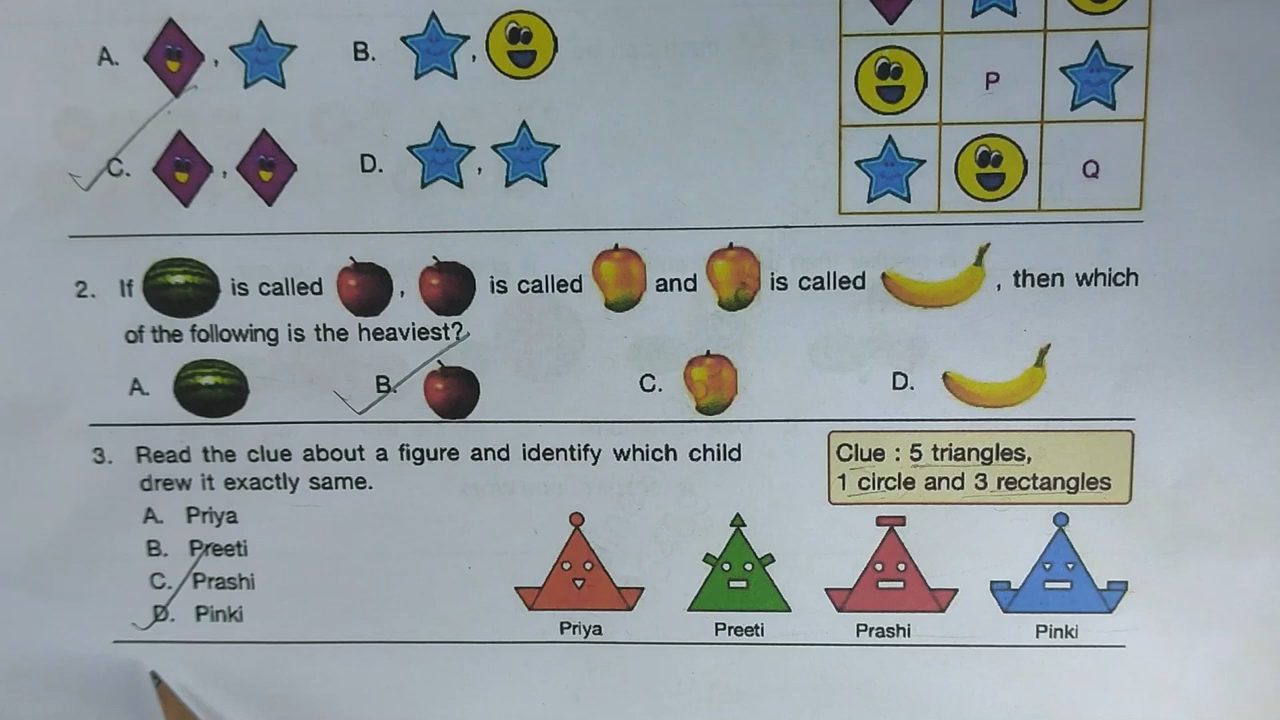 A. , B. ,
P
C. , D. ,
Q
2. If is called , is called and is called , then which
of the following is the heaviest?
A. B. C. D.
3. Read the clue about a figure and identify which child
drew it exactly same.
Clue : 5 triangles,
1 circle and 3 rectangles
A. Priya
B. Preeti
C. Prashi
D. Pinki
Priya Preeti Prashi Pinki